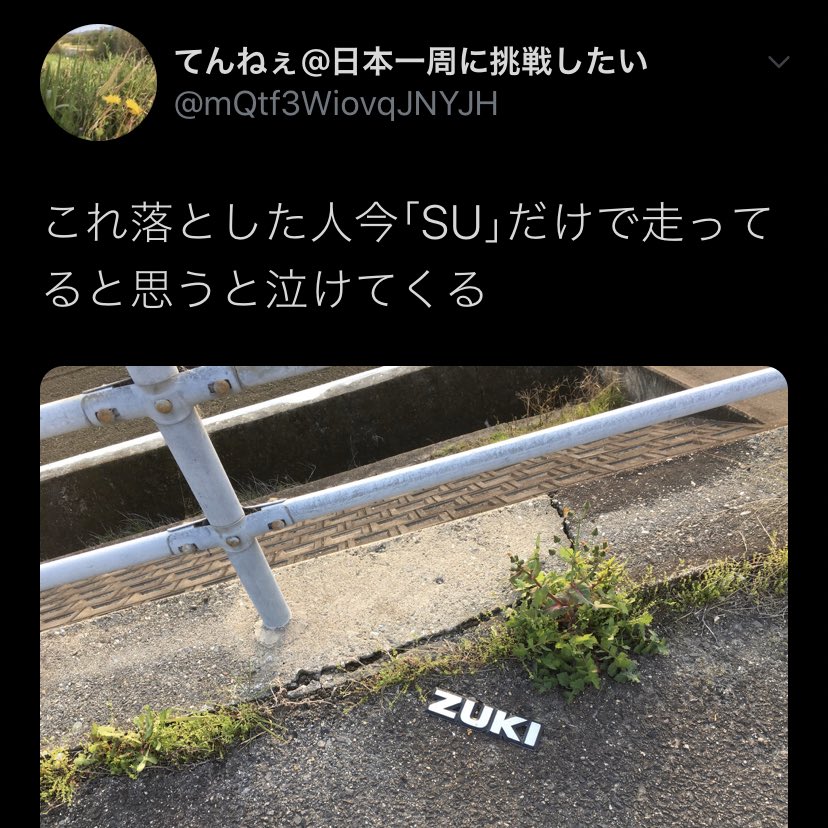 てんねぇ@日本一周に挑戦したい
@mQtf3WiovqJNYJH
これ落とした人今｢SU｣だけで走って
ると思うと泣けてくる
ZUKI